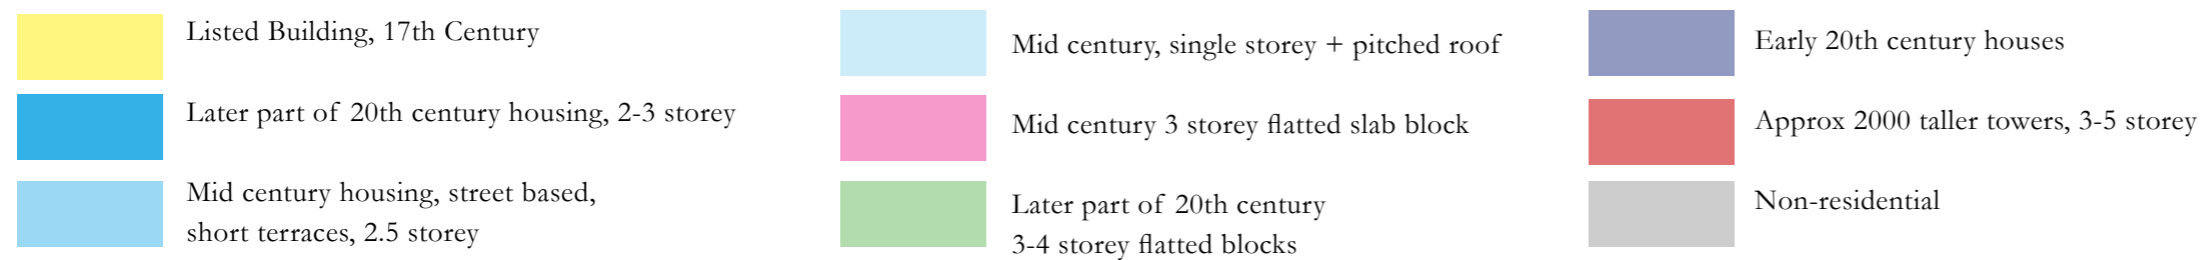 Listed Building, 17th Century
Later part of 20th century housing, 2-3 storey
Mid century housing, street based,
short terraces, 2.5 storey
Mid century, single storey + pitched roof
Mid century 3 storey flatted slab block
Later part of 20th century
3-4 storey flatted blocks
Early 20th century houses
Approx 2000 taller towers, 3-5 storey
Non-residential